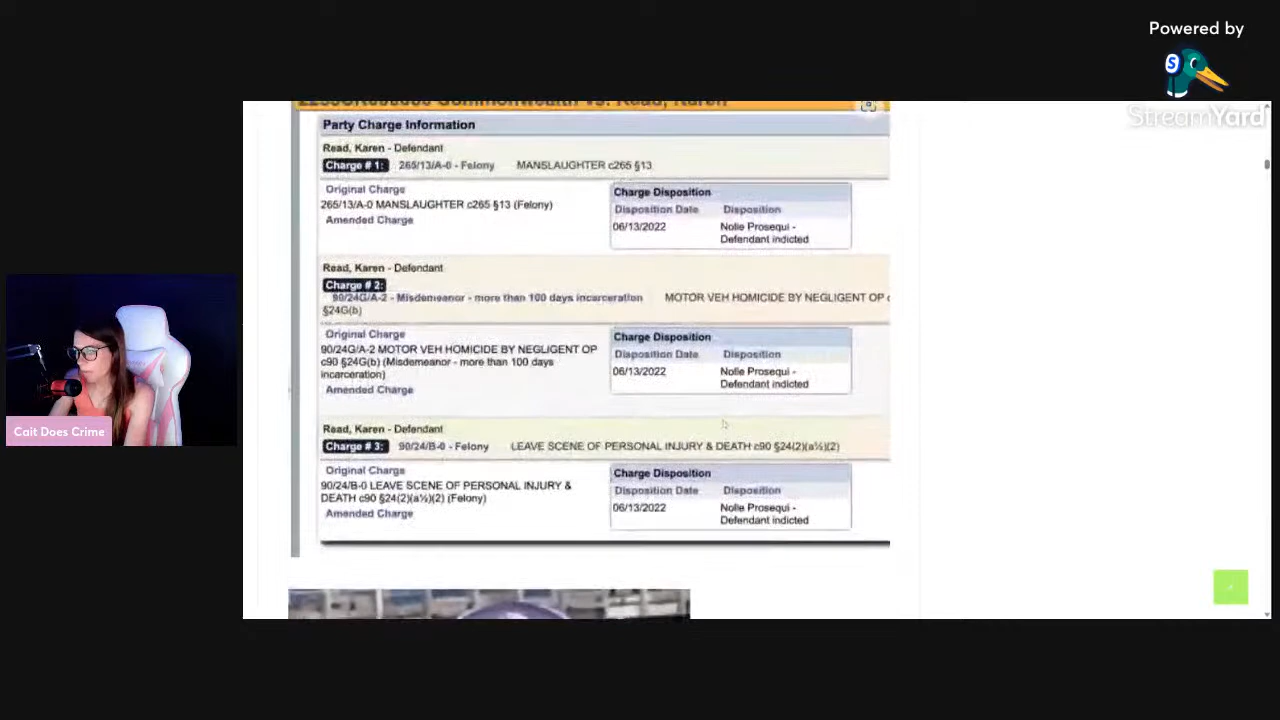 Powered by
StreamYard
Commonwealth vs. Read, Karen
Party Charge Information
Read, Karen - Defendant
Charge # 1: 265/13/A-0 - Felony MANSLAUGHTER c265 §13
Original Charge
265/13/A-0 MANSLAUGHTER c265 §13 (Felony)
Amended Charge
Charge Disposition
Disposition Date Disposition
06/13/2022 Nolle Prosequi -
Defendant indicted
Read, Karen - Defendant
Charge # 2:
90/24G/A-2 - Misdemeanor - more than 100 days incarceration MOTOR VEH HOMICIDE BY NEGLIGENT OP
§24G(b)
Original Charge
90/24G/A-2 MOTOR VEH HOMICIDE BY NEGLIGENT OP
c90 §24G(b) (Misdemeanor - more than 100 days
incarceration)
Amended Charge
Charge Disposition
Disposition Date Disposition
06/13/2022 Nolle Prosequi -
Defendant indicted
Read, Karen - Defendant
Charge # 3: 90/24/B-0 - Felony LEAVE SCENE OF PERSONAL INJURY & DEATH c90 §24(2)(a½)(2)
Original Charge
90/24/B-0 LEAVE SCENE OF PERSONAL INJURY &
DEATH c90 §24(2)(a½)(2) (Felony)
Amended Charge
Charge Disposition
Disposition Date Disposition
06/13/2022 Nolle Prosequi -
Defendant indicted
Cait Does Crime